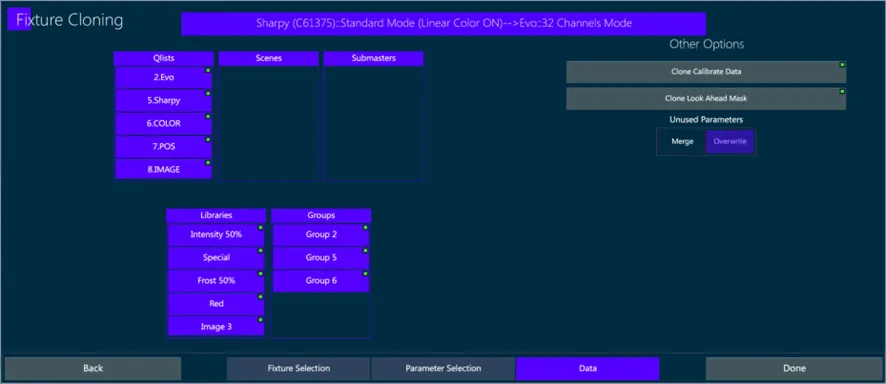 Fixture Cloning
Sharpy (C61375)::Standard Mode (Linear Color ON)-->Evo::32 Channels Mode
Other Options
Qlists
Scenes
Submasters
2.Evo
5.Sharpy
6.COLOR
7.POS
8.IMAGE
Clone Calibrate Data
Clone Look Ahead Mask
Unused Parameters
Merge
Overwrite
Libraries
Groups
Intensity 50%
Group 2
Special
Group 5
Frost 50%
Group 6
Red
Image 3
Back
Fixture Selection
Parameter Selection
Data
Done